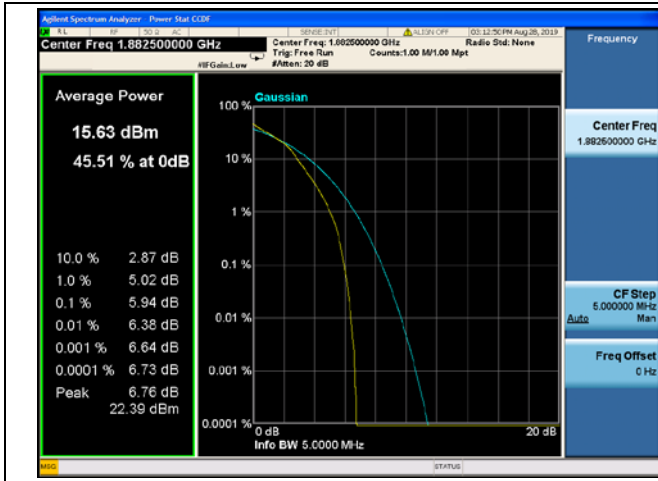 Agilent Spectrum Analyzer - Power Stat CCDF
RL RF 50 Ω AC SENSE:INT ALIGN OFF 03:12:50 PM Aug 28, 2019
Center Freq 1.882500000 GHz
Center Freq: 1.882500000 GHz Radio Std: None
Trig: Free Run Counts:1.00 M/1.00 Mpt
#IFGain:Low #Atten: 20 dB
Frequency
Average Power
15.63 dBm
45.51 % at 0dB
10.0 % 2.87 dB
1.0 % 5.02 dB
0.1 % 5.94 dB
0.01 % 6.38 dB
0.001 % 6.64 dB
0.0001 % 6.73 dB
Peak 6.76 dB
22.39 dBm
Gaussian
100 %
10 %
1 %
0.1 %
0.01 %
0.001 %
0.0001 %
0 dB 20 dB
Info BW 5.0000 MHz
Center Freq
1.882500000 GHz
CF Step
5.000000 MHz
Auto Man
Freq Offset
0 Hz
MSG STATUS